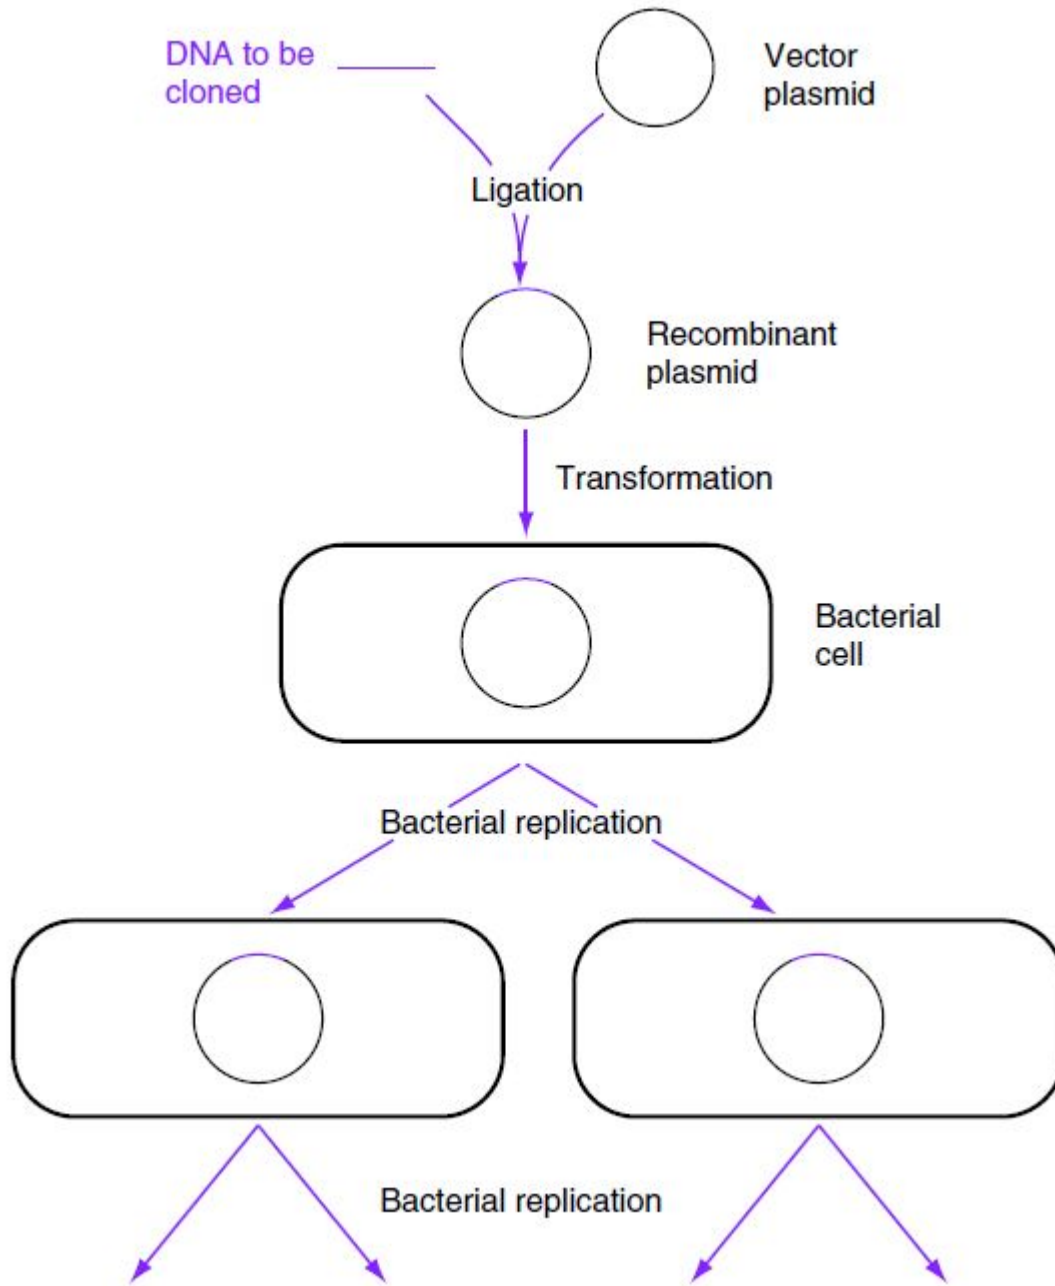 DNA to be
cloned
Vector
plasmid
Ligation
Recombinant
plasmid
Transformation
Bacterial
cell
Bacterial replication
Bacterial replication